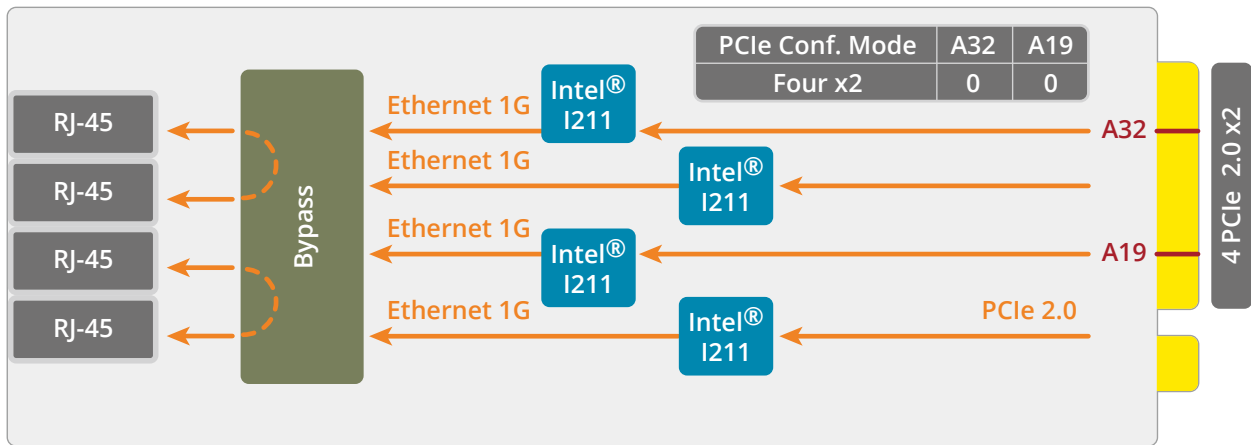 PCIe Conf. Mode A32 A19
Four x2 0 0
RJ-45
RJ-45
RJ-45
RJ-45
Bypass
Ethernet 1G
Intel®
I211
A32
Ethernet 1G
Intel®
I211
Ethernet 1G
Intel®
I211
A19
Ethernet 1G
Intel®
I211
PCIe 2.0
4 PCIe 2.0 x2